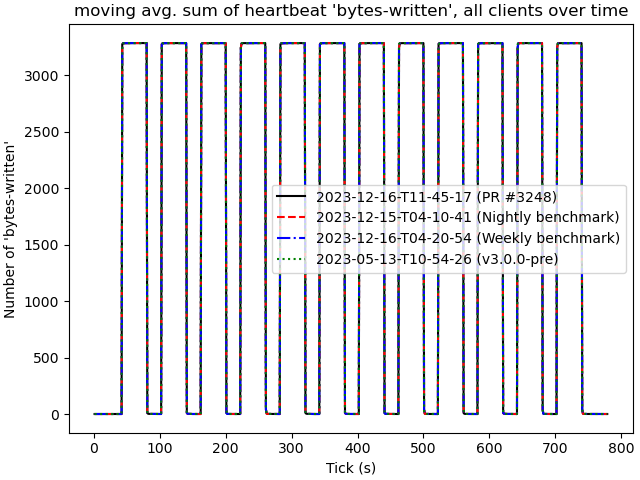 moving avg. sum of heartbeat 'bytes-written', all clients over time
Number of 'bytes-written'
3000
2500
2000
1500
1000
500
0
2023-12-16-T11-45-17 (PR #3248)
2023-12-15-T04-10-41 (Nightly benchmark)
2023-12-16-T04-20-54 (Weekly benchmark)
2023-05-13-T10-54-26 (v3.0.0-pre)
0 100 200 300 400 500 600 700 800
Tick (s)